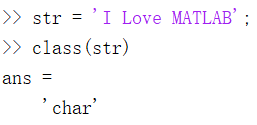 >> str = 'I Love MATLAB';
>> class(str)
ans =
    'char'